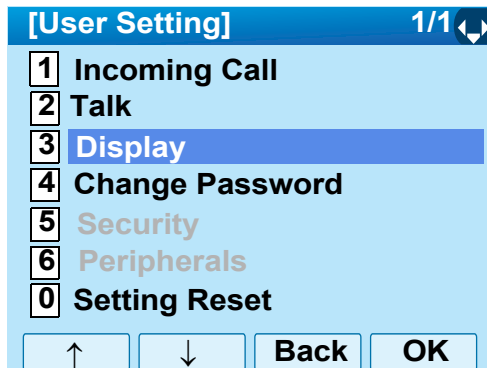 [User Setting] 1/1
1 Incoming Call
2 Talk
3 Display
4 Change Password
5 Security
6 Peripherals
0 Setting Reset
↑ ↓ Back OK